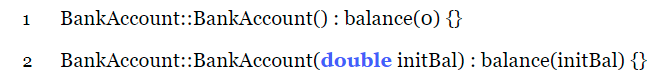 1 BankAccount::BankAccount() : balance(0) {}
2 BankAccount::BankAccount(double initBal) : balance(initBal) {}